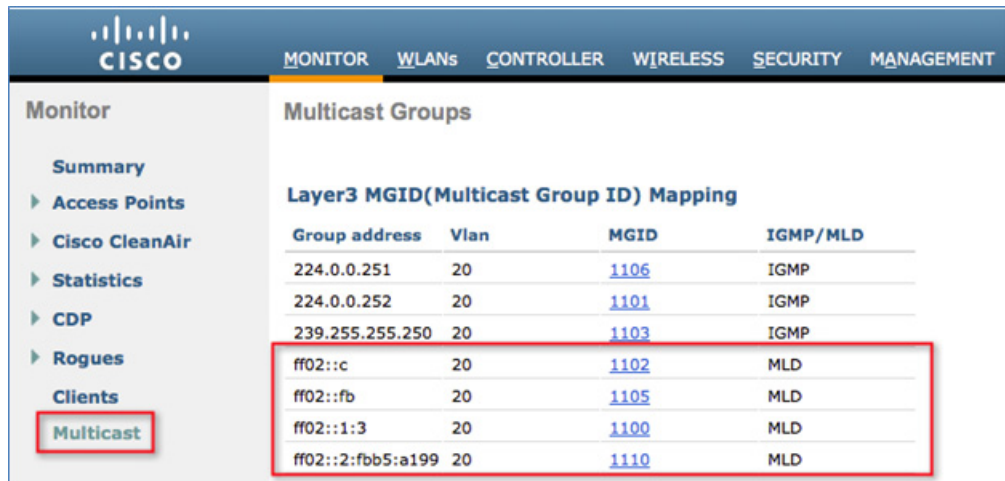 CISCO
MONITOR WLANs CONTROLLER WIRELESS SECURITY MANAGEMENT
Monitor
Summary
Access Points
Cisco CleanAir
Statistics
CDP
Rogues
Clients
Multicast
Multicast Groups
Layer3 MGID(Multicast Group ID) Mapping
Group address Vlan MGID IGMP/MLD
224.0.0.251 20 1106 IGMP
224.0.0.252 20 1101 IGMP
239.255.255.250 20 1103 IGMP
ff02::c 20 1102 MLD
ff02::fb 20 1105 MLD
ff02::1:3 20 1100 MLD
ff02::2:fbb5:a199 20 1110 MLD